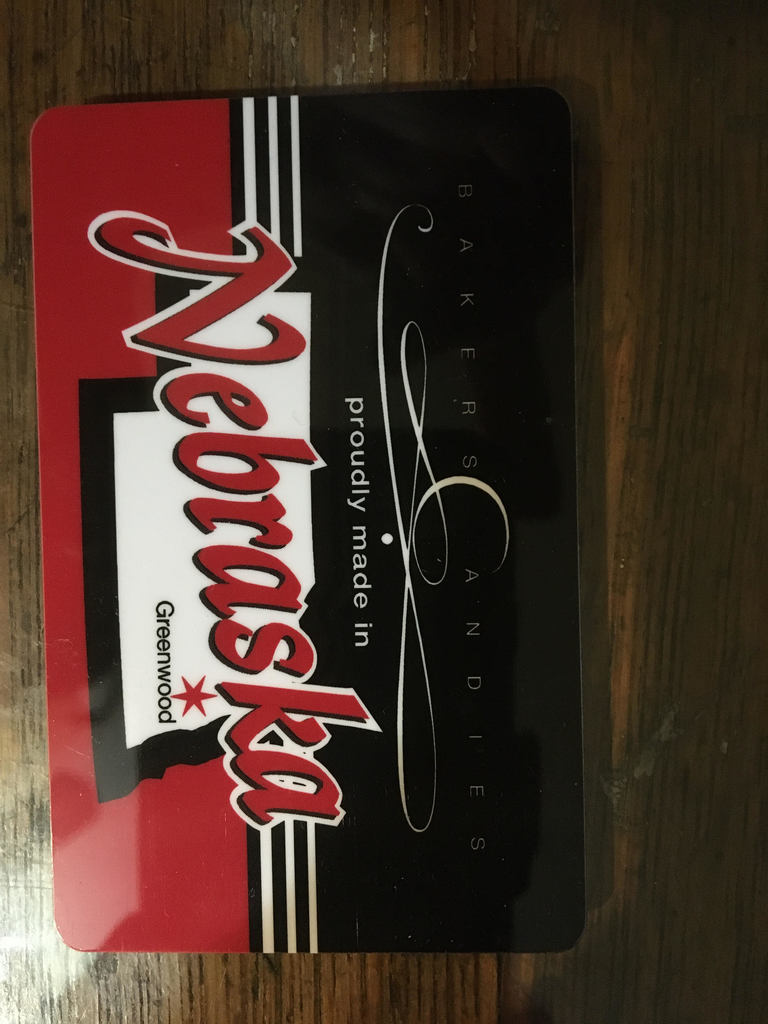 BAKERS CANDIES
proudly made in
Nebraska
Greenwood